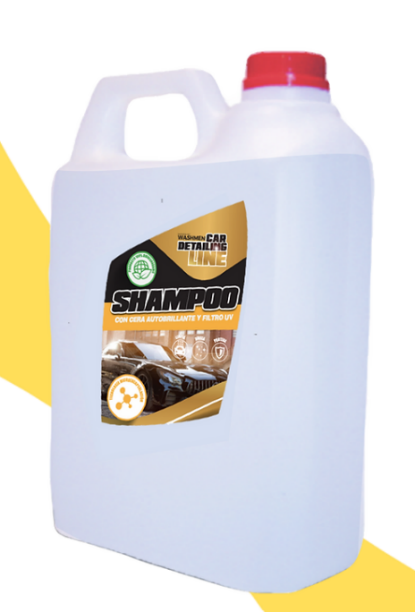 WASHMEN CAR
DETAILING
LINE
SHAMPOO
CON CERA AUTOBRILLANTE Y FILTRO UV